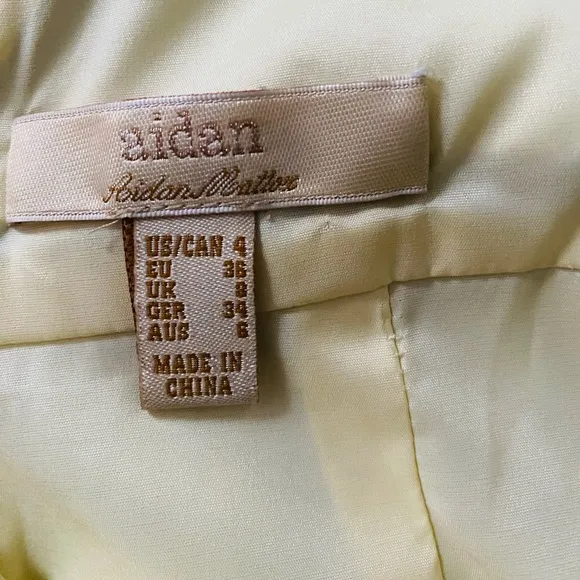 aidan
Aidan Mattox
US/CAN 4
EU 36
UK 8
GER 34
AUS 6
MADE IN
CHINA